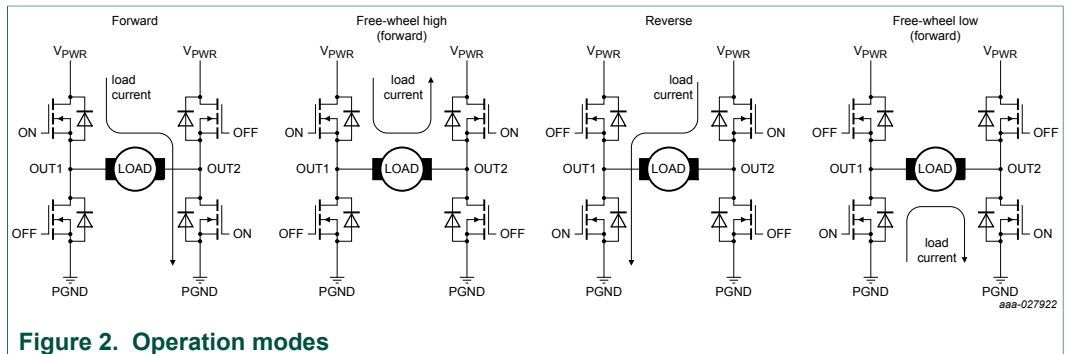 Forward
VPWR
load
current
ON
OFF
OUT1
LOAD
OUT2
OFF
ON
PGND
PGND
Free-wheel high
(forward)
VPWR
VPWR
load
current
ON
ON
OUT1
LOAD
OUT2
OFF
OFF
PGND
PGND
Reverse
VPWR
VPWR
load
current
OFF
ON
OUT1
LOAD
OUT2
ON
OFF
PGND
PGND
Free-wheel low
(forward)
VPWR
VPWR
OFF
OFF
OUT1
LOAD
OUT2
ON
ON
load
current
PGND
PGND
aaa-027922
Figure 2. Operation modes